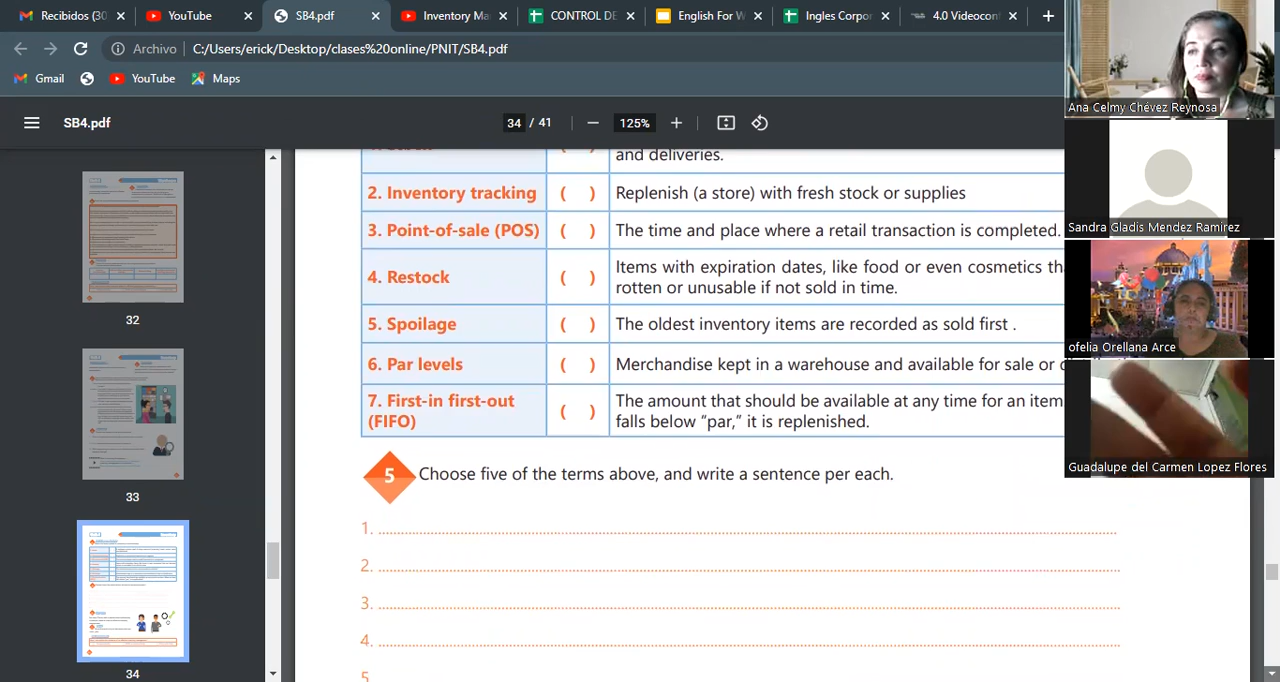 Recibidos (30
YouTube
SB4.pdf
Inventory Ma
CONTROL DE
English For W
Ingles Corpor
4.0 Videocon
Archivo
C:/Users/erick/Desktop/clases%20online/PNIT/SB4.pdf
Gmail
YouTube
Maps
SB4.pdf
34 / 41
125%
and deliveries.
2. Inventory tracking ( ) Replenish (a store) with fresh stock or supplies
3. Point-of-sale (POS) ( ) The time and place where a retail transaction is completed.
4. Restock ( ) Items with expiration dates, like food or even cosmetics th
rotten or unusable if not sold in time.
5. Spoilage ( ) The oldest inventory items are recorded as sold first .
6. Par levels ( ) Merchandise kept in a warehouse and available for sale or
7. First-in first-out
(FIFO) ( ) The amount that should be available at any time for an item
falls below “par,” it is replenished.
5 Choose five of the terms above, and write a sentence per each.
1.
2.
3.
4.
5.
32
33
34
Ana Celmy Chévez Reynosa
Sandra Gladis Mendez Ramirez
ofelia Orellana Arce
Guadalupe del Carmen Lopez Flores